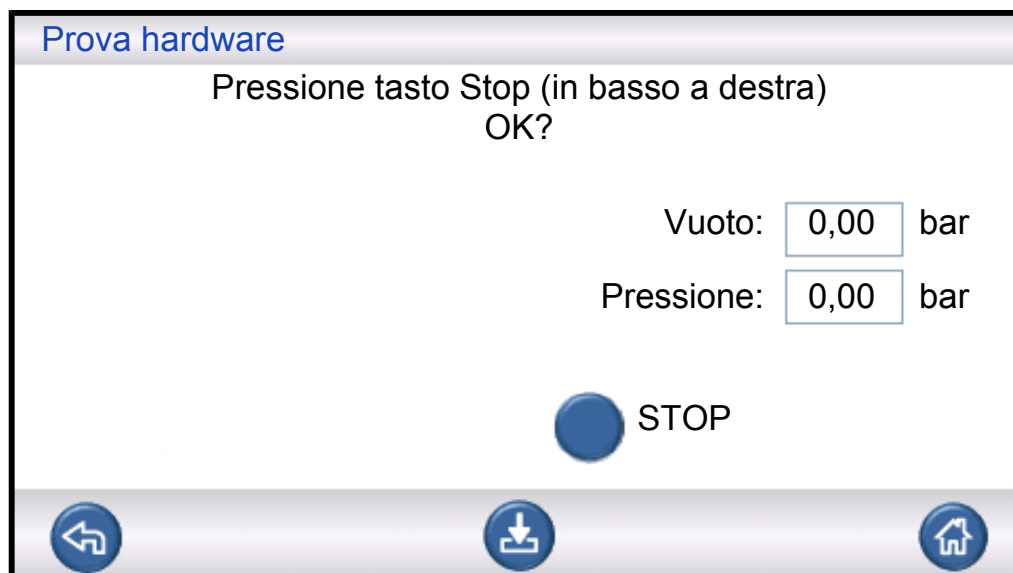 Prova hardware
Pressione tasto Stop (in basso a destra)
OK?
Vuoto: 0,00 bar
Pressione: 0,00 bar
STOP